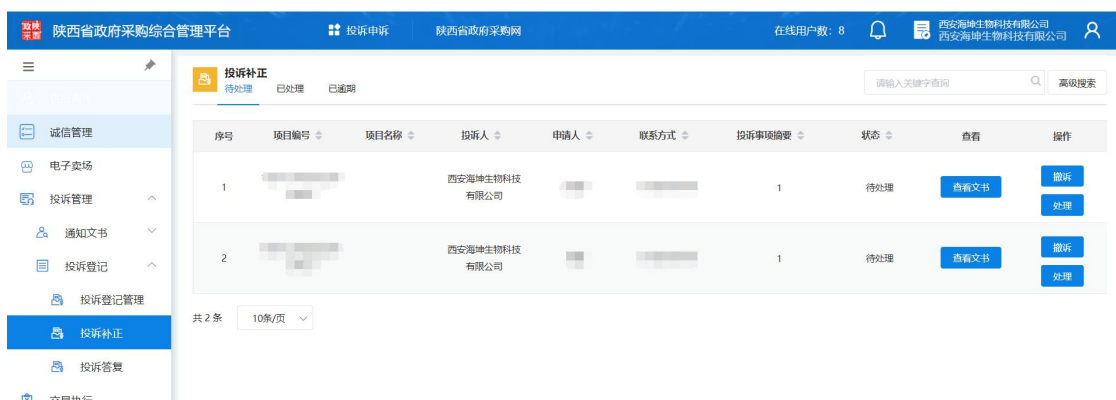 政陕
采西
陕西省政府采购综合管理平台
投诉申诉
陕西省政府采购网
在线用户数：8
西安海坤生物科技有限公司
西安海坤生物科技有限公司
投诉补正
待处理 已处理 已逾期
请输入关键字查询
高级搜索
诚信管理
电子卖场
投诉管理
通知文书
投诉登记
投诉登记管理
投诉补正
投诉答复
序号 项目编号 项目名称 投诉人 申请人 联系方式 投诉事项摘要 状态 查看 操作
1 西安海坤生物科技 1 待处理 查看文书 撤诉
有限公司 处理
2 西安海坤生物科技 1 待处理 查看文书 撤诉
有限公司 处理
共 2 条 10条/页